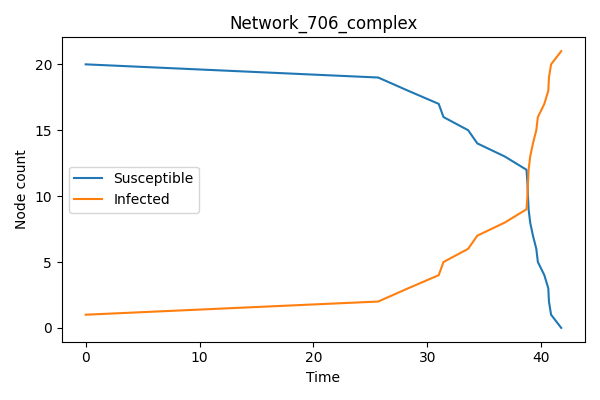 Network_706_complex
20
15
10
5
0
Node count
Susceptible
Infected
0 10 20 30 40
Time